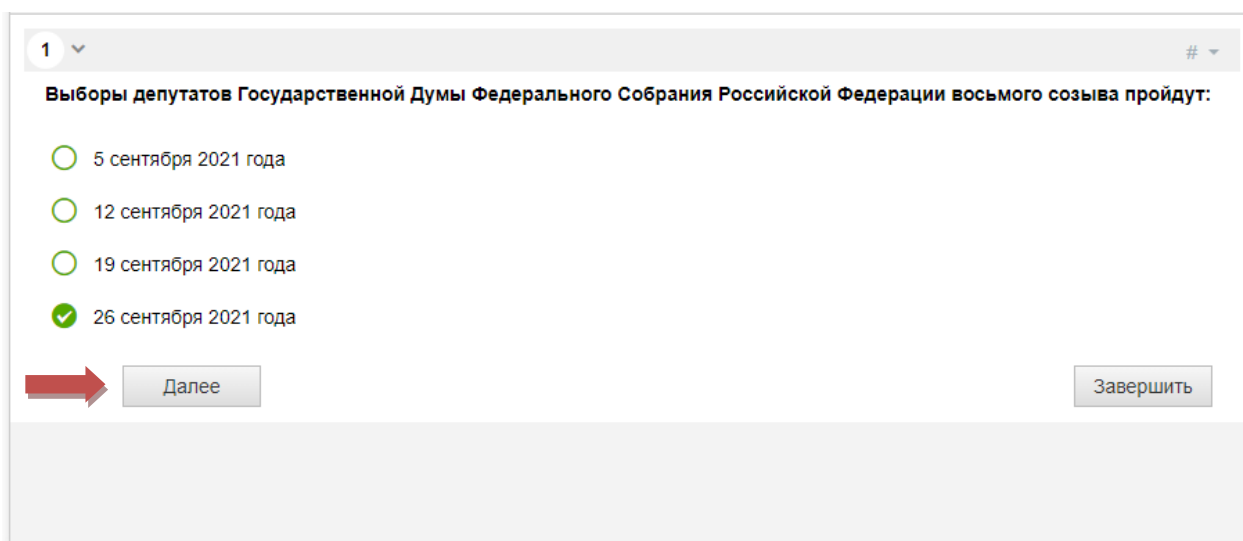 1
#
Выборы депутатов Государственной Думы Федерального Собрания Российской Федерации восьмого созыва пройдут:
5 сентября 2021 года
12 сентября 2021 года
19 сентября 2021 года
26 сентября 2021 года
Далее
Завершить